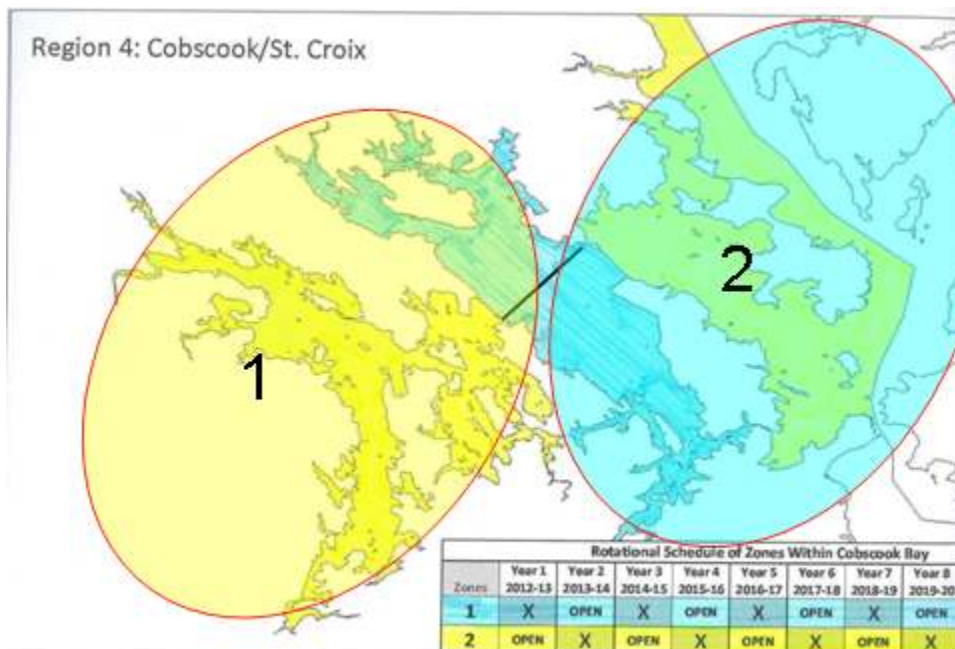 Region 4: Cobscook/St. Croix
1
2
Rotational Schedule of Zones Within Cobscook Bay
Zones Year 1 2012-13 Year 2 2013-14 Year 3 2014-15 Year 4 2015-16 Year 5 2016-17 Year 6 2017-18 Year 7 2018-19 Year 8 2019-20
1 X OPEN X OPEN X OPEN X OPEN
2 OPEN X OPEN X OPEN X OPEN X